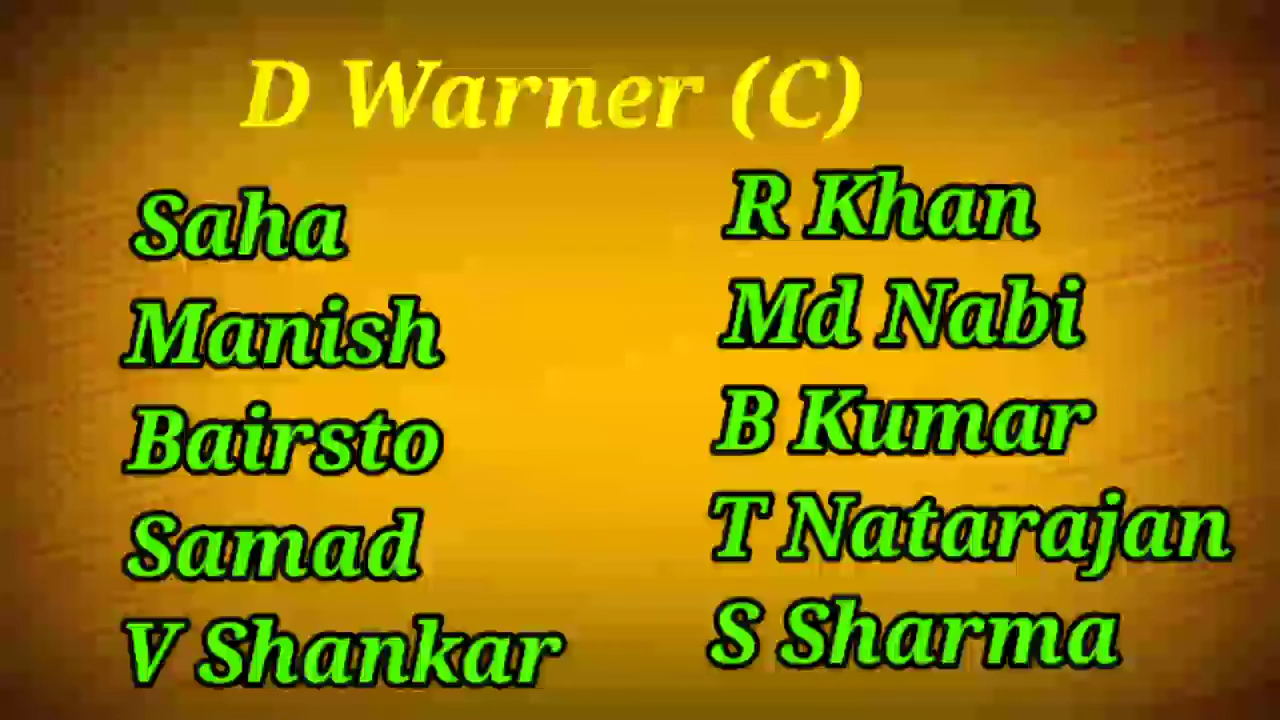 D Warner (C)
Saha
Manish
Bairsto
Samad
V Shankar
R Khan
Md Nabi
B Kumar
T Natarajan
S Sharma